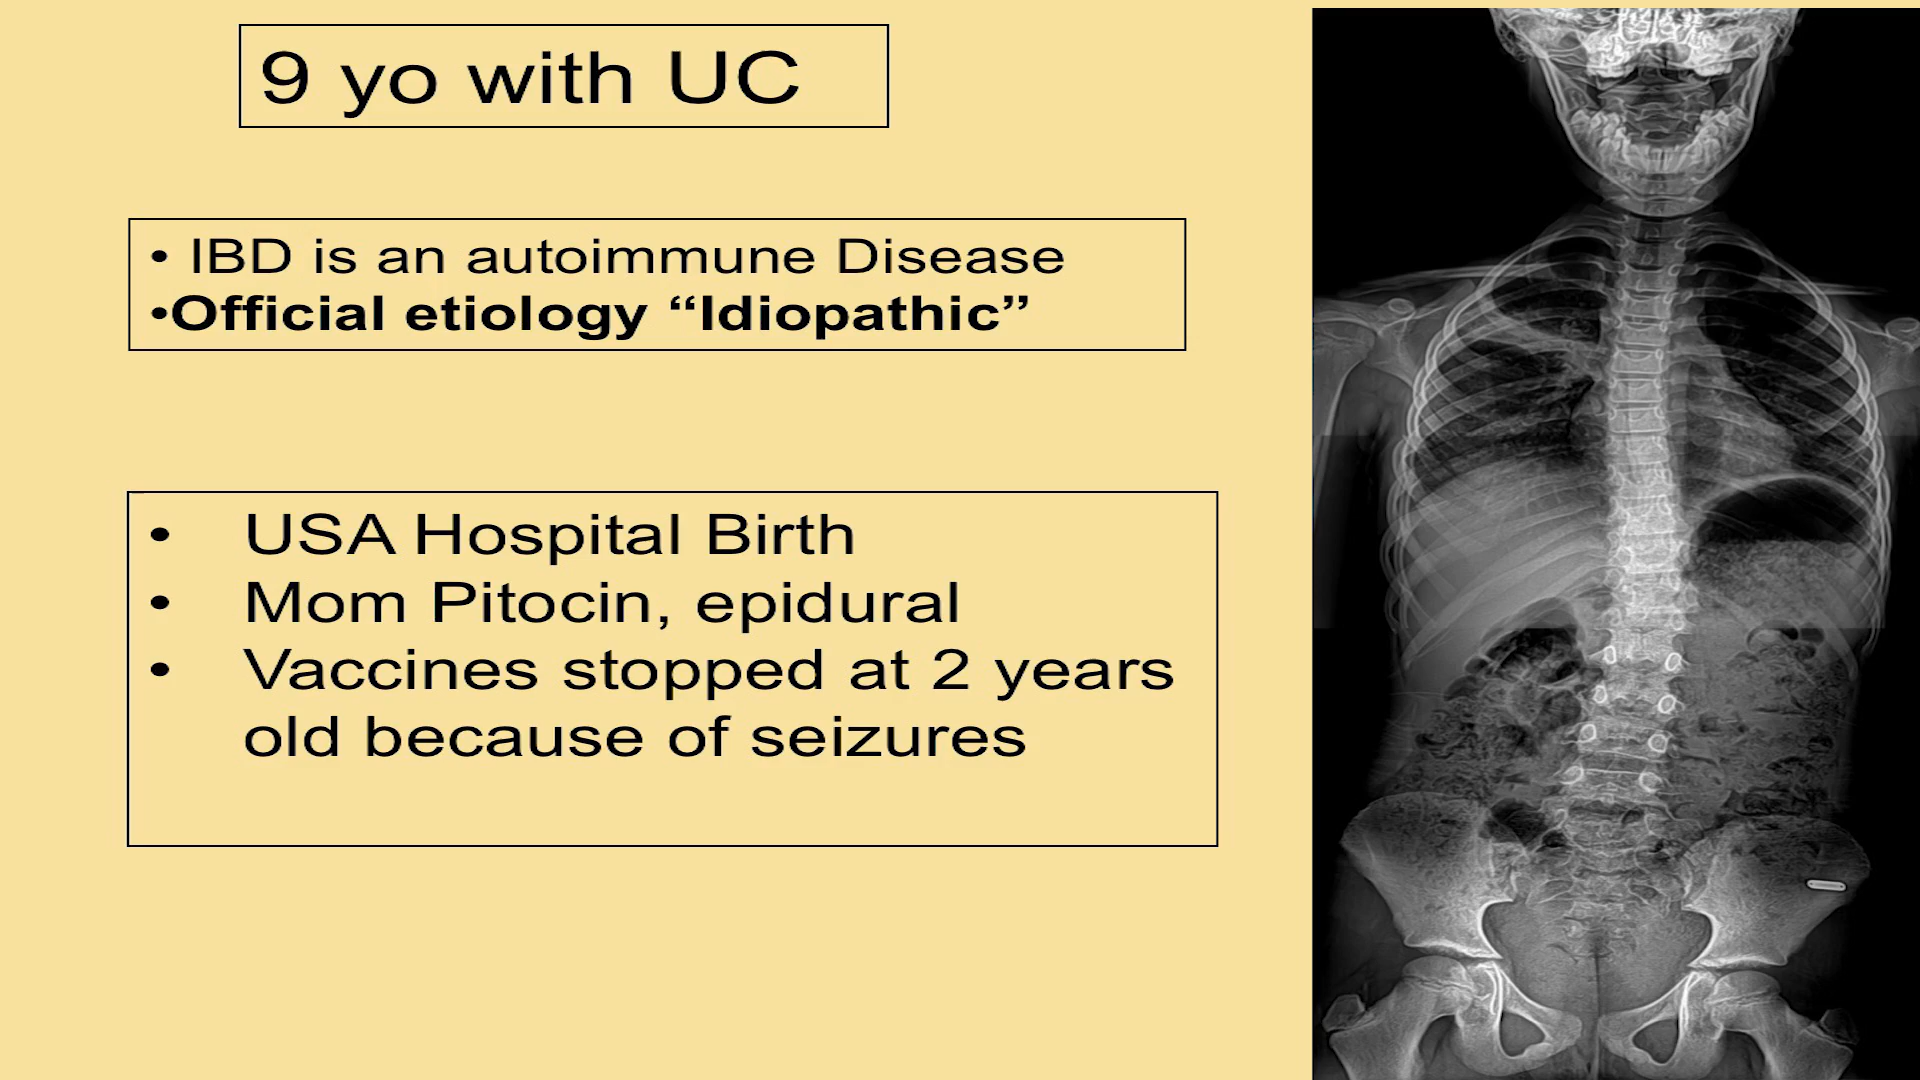 9 yo with UC
• IBD is an autoimmune Disease
•Official etiology “Idiopathic”
• USA Hospital Birth
• Mom Pitocin, epidural
• Vaccines stopped at 2 years
old because of seizures